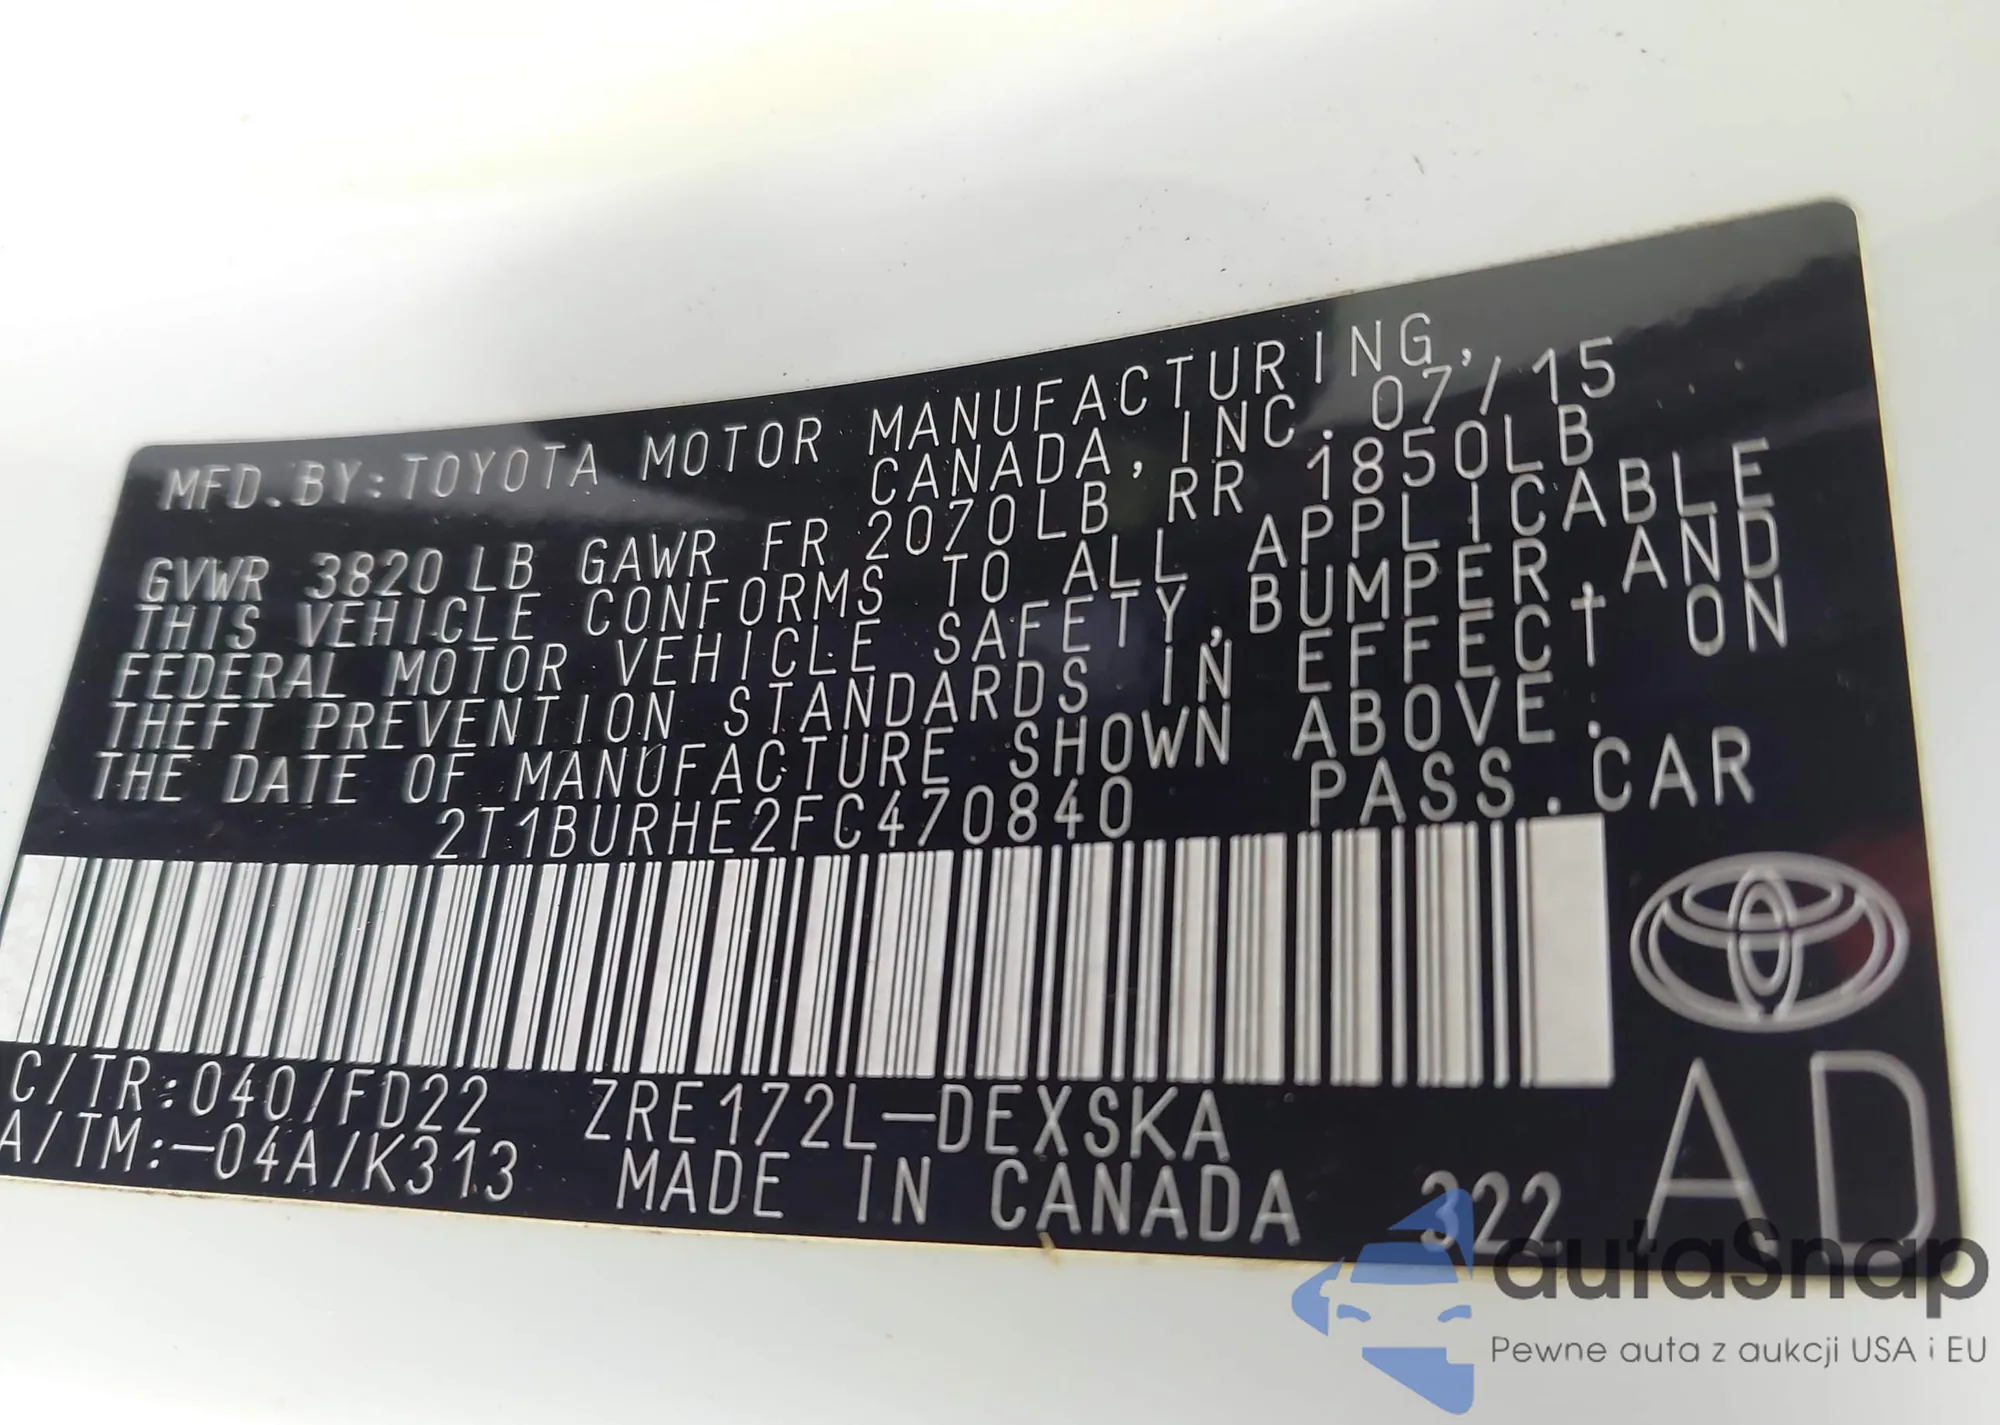 MFD.BY:TOYOTA MOTOR MANUFACTURING,
CANADA,INC. 07/15
GVWR 3820LB GAWR FR 2070LB RR 1850LB
THIS VEHICLE CONFORMS TO ALL APPLICABLE
FEDERAL MOTOR VEHICLE SAFETY,BUMPER,AND
THEFT PREVENTION STANDARDS IN EFFECT ON
THE DATE OF MANUFACTURE SHOWN ABOVE.
2T1BURHE2FC470840 PASS.CAR
C/TR:040/FD22 ZRE172L-DEXSKA
A/TM:-04A/K313 MADE IN CANADA 322
AD
autaSnap
Pewne auta z aukcji USA i EU